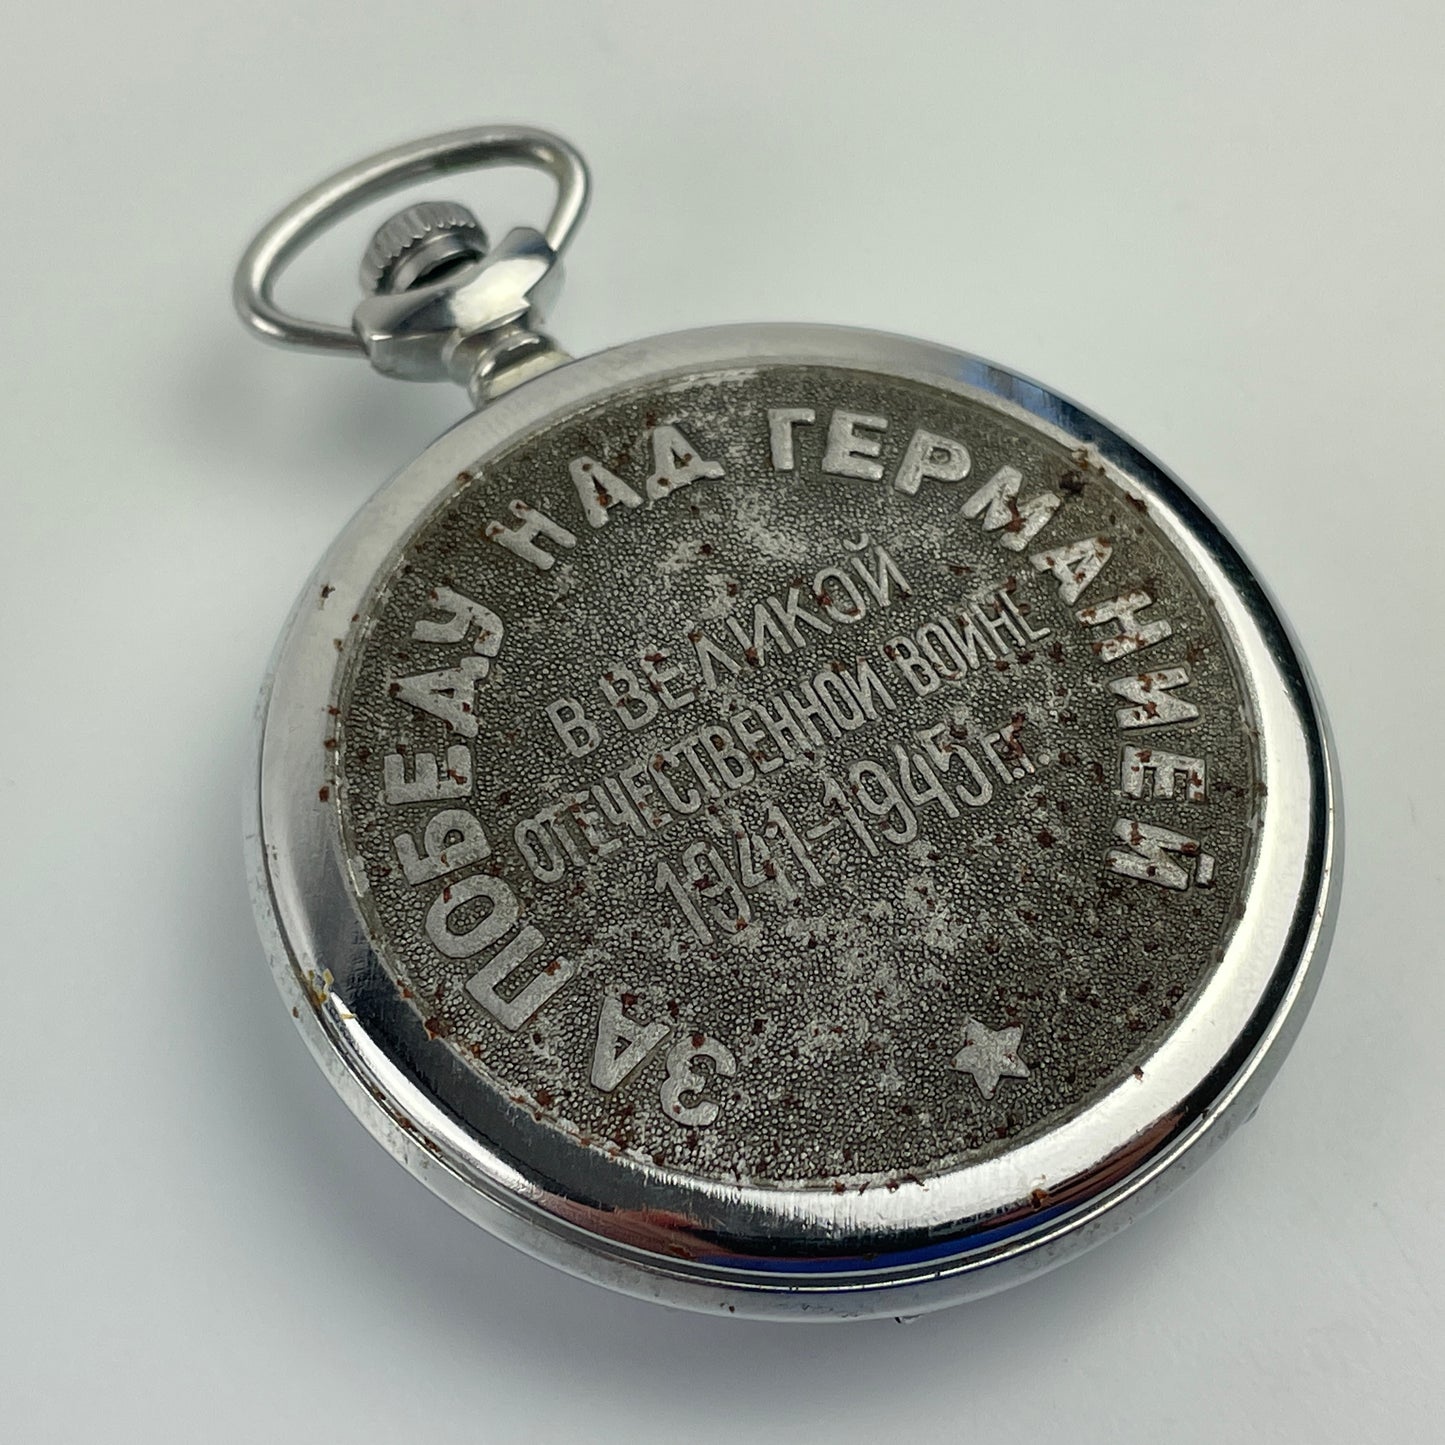 ЗА ПОБЕДУ НАД ГЕРМАНИЕЙ
В ВЕЛИКОЙ
ОТЕЧЕСТВЕННОЙ ВОЙНЕ
1941-1945 г.г.